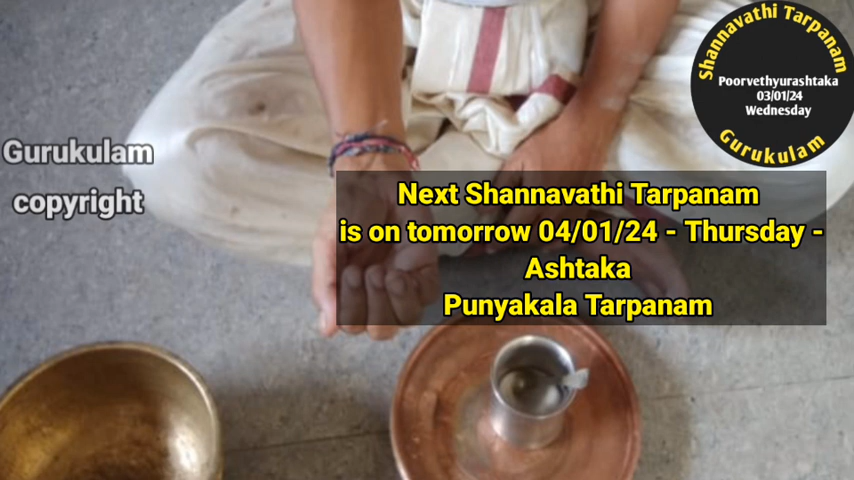 Shannavathi Tarpanam
Poorvethyurashtaka
03/01/24
Wednesday
Gurukulam
Gurukulam
copyright
Next Shannavathi Tarpanam
is on tomorrow 04/01/24 - Thursday -
Ashtaka
Punyakala Tarpanam